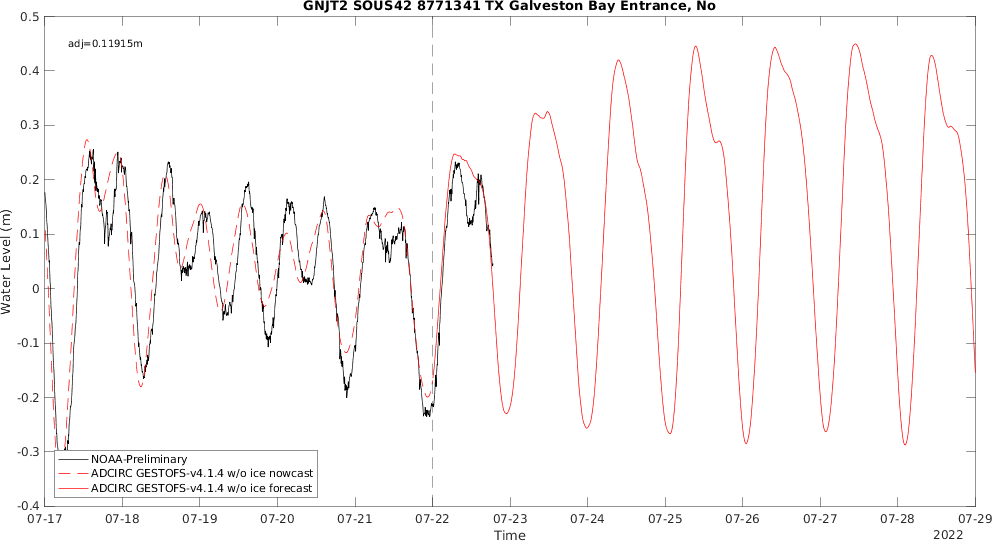 GNJT2 SOUS42 8771341 TX Galveston Bay Entrance, No
adj=0.11915m
0.5
0.4
0.3
0.2
0.1
0
-0.1
-0.2
-0.3
-0.4
Water Level (m)
NOAA-Preliminary
ADCIRC GESTOFS-v4.1.4 w/o ice nowcast
ADCIRC GESTOFS-v4.1.4 w/o ice forecast
07-17 07-18 07-19 07-20 07-21 07-22 07-23 07-24 07-25 07-26 07-27 07-28 07-29
Time
2022